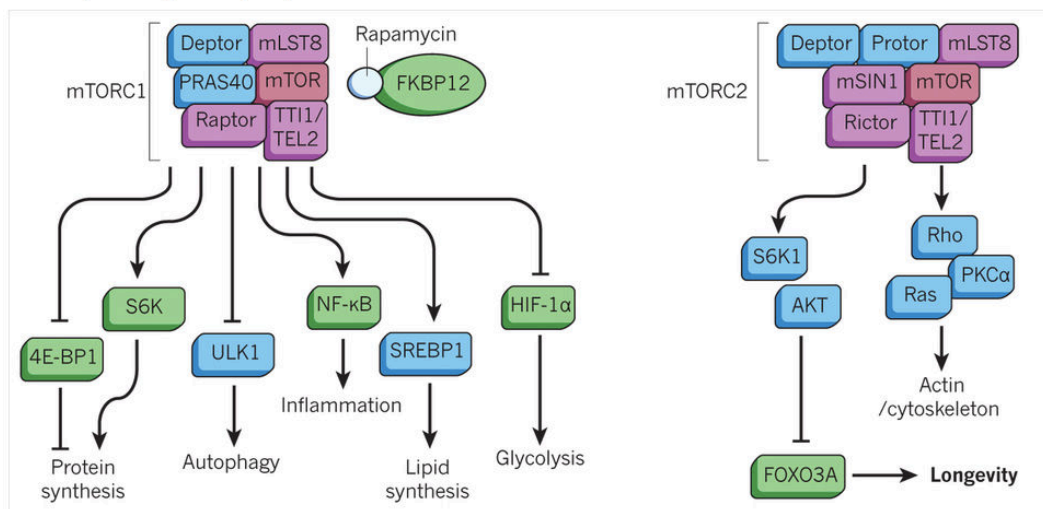 mTORC1
Deptor
mLST8
PRAS40
mTOR
Raptor
TTI1/
TEL2
Rapamycin
FKBP12
4E-BP1
S6K
ULK1
NF-κB
SREBP1
HIF-1α
Protein
synthesis
Autophagy
Inflammation
Lipid
synthesis
Glycolysis
mTORC2
Deptor
Protor
mLST8
mSIN1
mTOR
Rictor
TTI1/
TEL2
S6K1
AKT
Rho
PKCα
Ras
Actin
/cytoskeleton
FOXO3A
Longevity